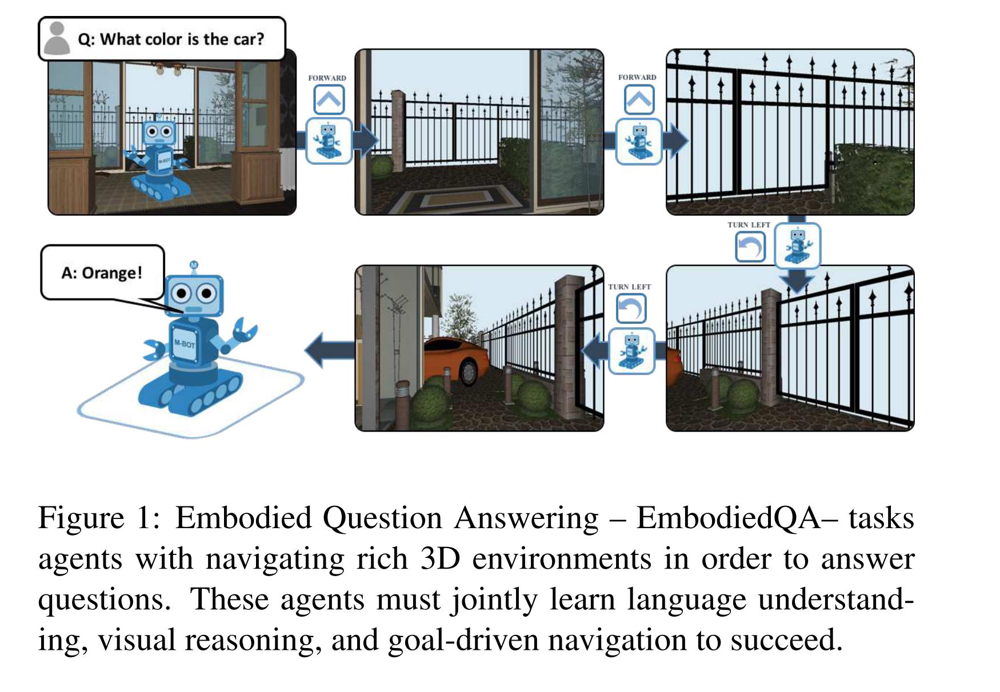 Q: What color is the car?
FORWARD
FORWARD
M-BOT
TURN LEFT
A: Orange!
TURN LEFT
M
M-BOT
Figure 1: Embodied Question Answering – EmbodiedQA– tasks
agents with navigating rich 3D environments in order to answer
questions. These agents must jointly learn language understand-
ing, visual reasoning, and goal-driven navigation to succeed.